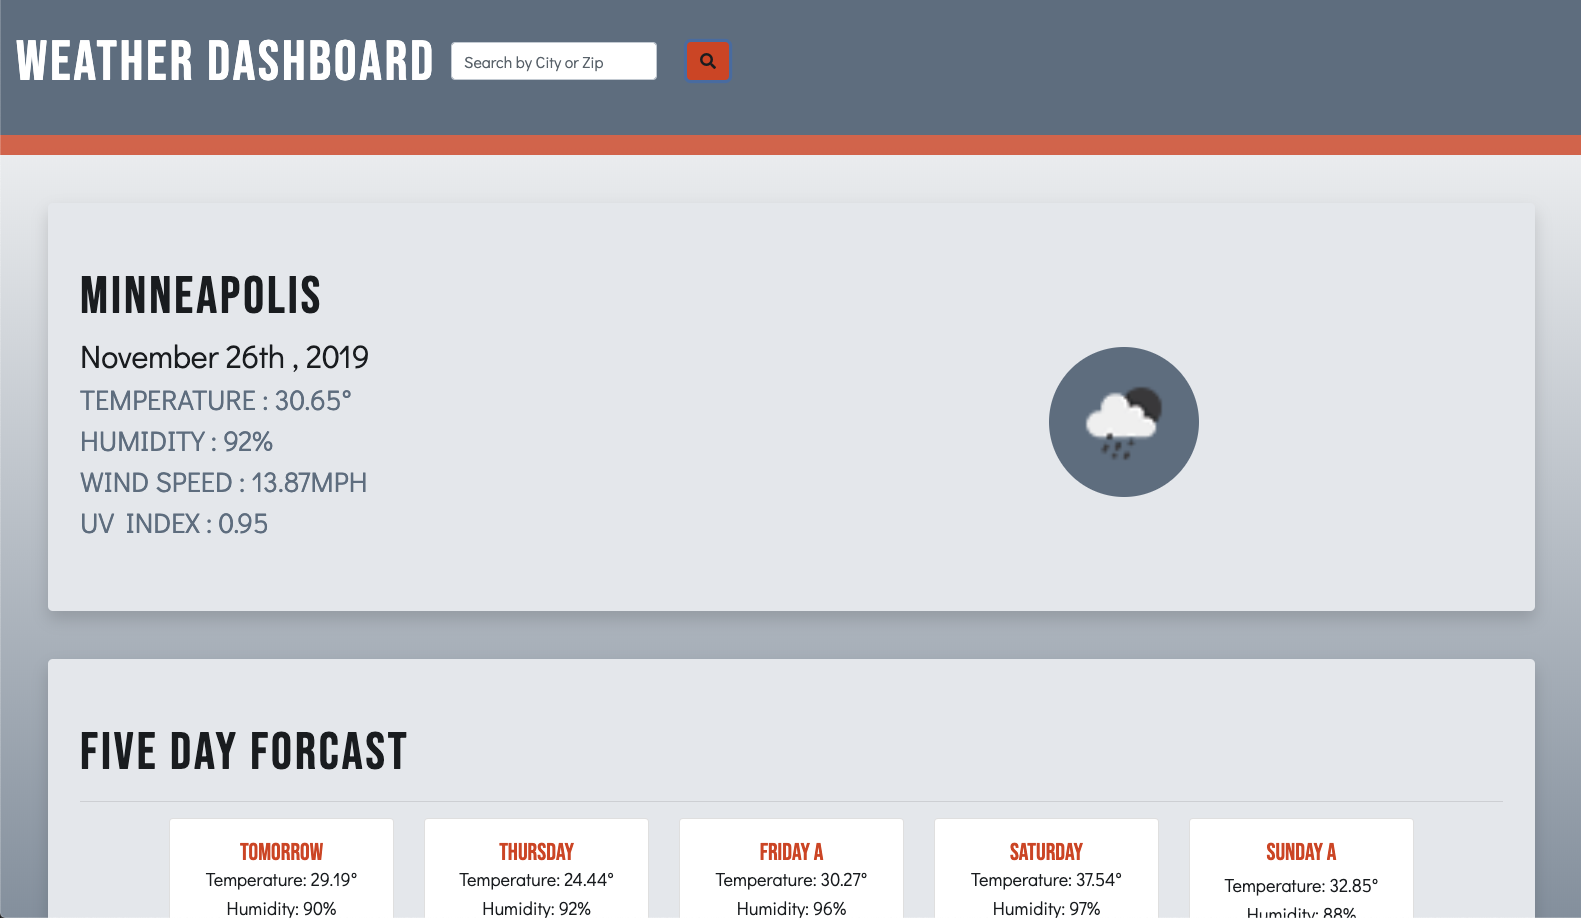 WEATHER DASHBOARD
Search by City or Zip
MINNEAPOLIS
November 26th , 2019
TEMPERATURE : 30.65°
HUMIDITY : 92%
WIND SPEED : 13.87MPH
UV INDEX : 0.95
FIVE DAY FORCAST
TOMORROW
Temperature: 29.19°
Humidity: 90%
THURSDAY
Temperature: 24.44°
Humidity: 92%
FRIDAY A
Temperature: 30.27°
Humidity: 96%
SATURDAY
Temperature: 37.54°
Humidity: 97%
SUNDAY A
Temperature: 32.85°
Humidity: 88%